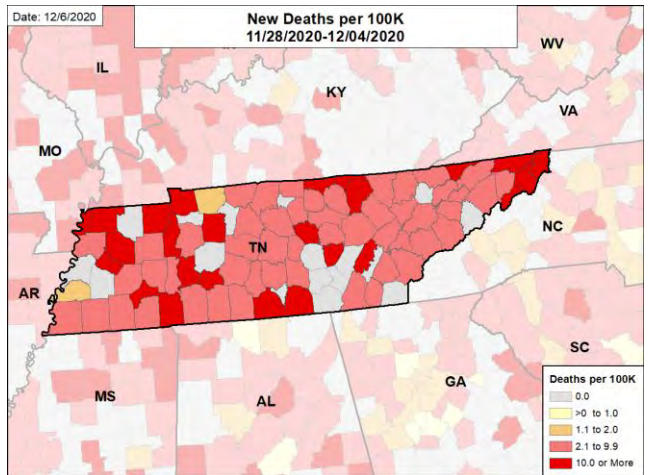 Date: 12/6/2020
New Deaths per 100K
11/28/2020-12/04/2020
WV
IL
KY
VA
MO
TN
NC
AR
SC
MS
AL
GA
Deaths per 100K
0.0
>0 to 1.0
1.1 to 2.0
2.1 to 9.9
10.0 or More